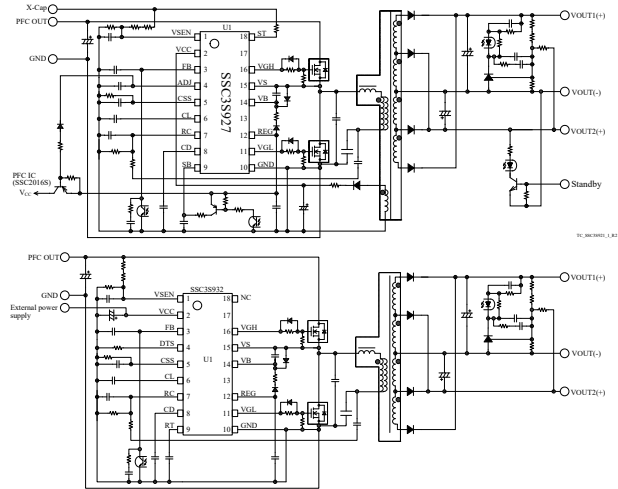 X-Cap
PFC OUT
GND
U1
SSC3S927
VSEN 1 18 ST
VCC 2 17
FB 3 16 VGH
ADJ 4 15 VS
CSS 5 14 VB
CL 6 13
RC 7 12 REG
CD 8 11 VGL
SB 9 10 GND
PFC IC
(SSC2016S)
VCC
VOUT1(+)
VOUT(-)
VOUT2(+)
Standby
TC_SSC3S921_1_R2
PFC OUT
GND
External power
supply
SSC3S932
U1
VSEN 1 18 NC
VCC 2 17
FB 3 16 VGH
DTS 4 15 VS
CSS 5 14 VB
CL 6 13
RC 7 12 REG
CD 8 11 VGL
RT 9 10 GND
VOUT1(+)
VOUT(-)
VOUT2(+)